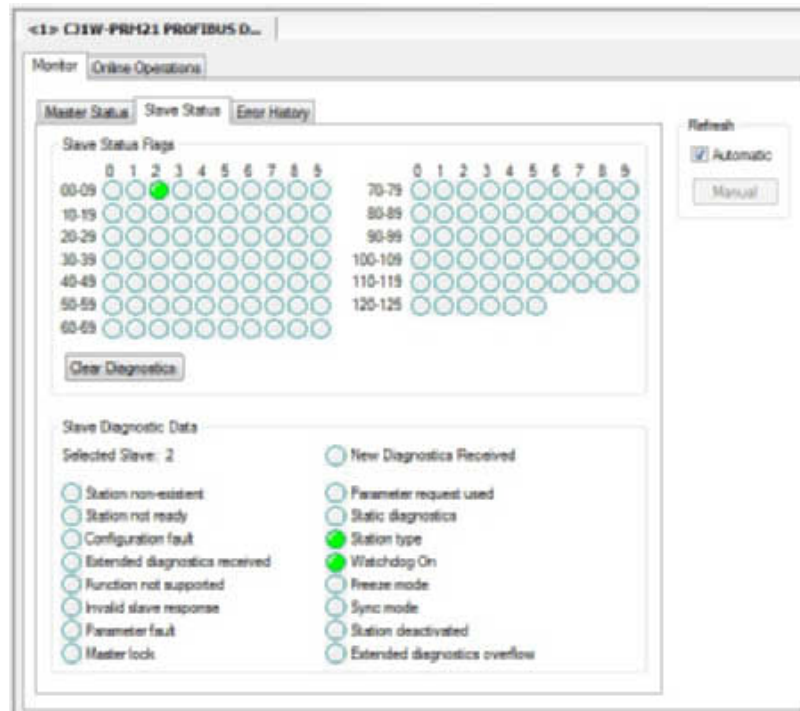 <1> CJ1W-PRM21 PROFIBUS D...
Monitor Online Operations
Master Status Slave Status Error History
Refresh
Automatic
Manual
Slave Status Flags
0 1 2 3 4 5 6 7 8 9
0 1 2 3 4 5 6 7 8 9
00-09
70-79
10-19
80-89
20-29
90-99
30-39
100-109
40-49
110-119
50-59
120-125
60-69
Clear Diagnostics
Slave Diagnostic Data
Selected Slave: 2
New Diagnostics Received
Station non-existent
Parameter request used
Station not ready
Static diagnostics
Configuration fault
Station type
Extended diagnostics received
Watchdog On
Function not supported
Freeze mode
Invalid slave response
Sync mode
Parameter fault
Station deactivated
Master lock
Extended diagnostics overflow